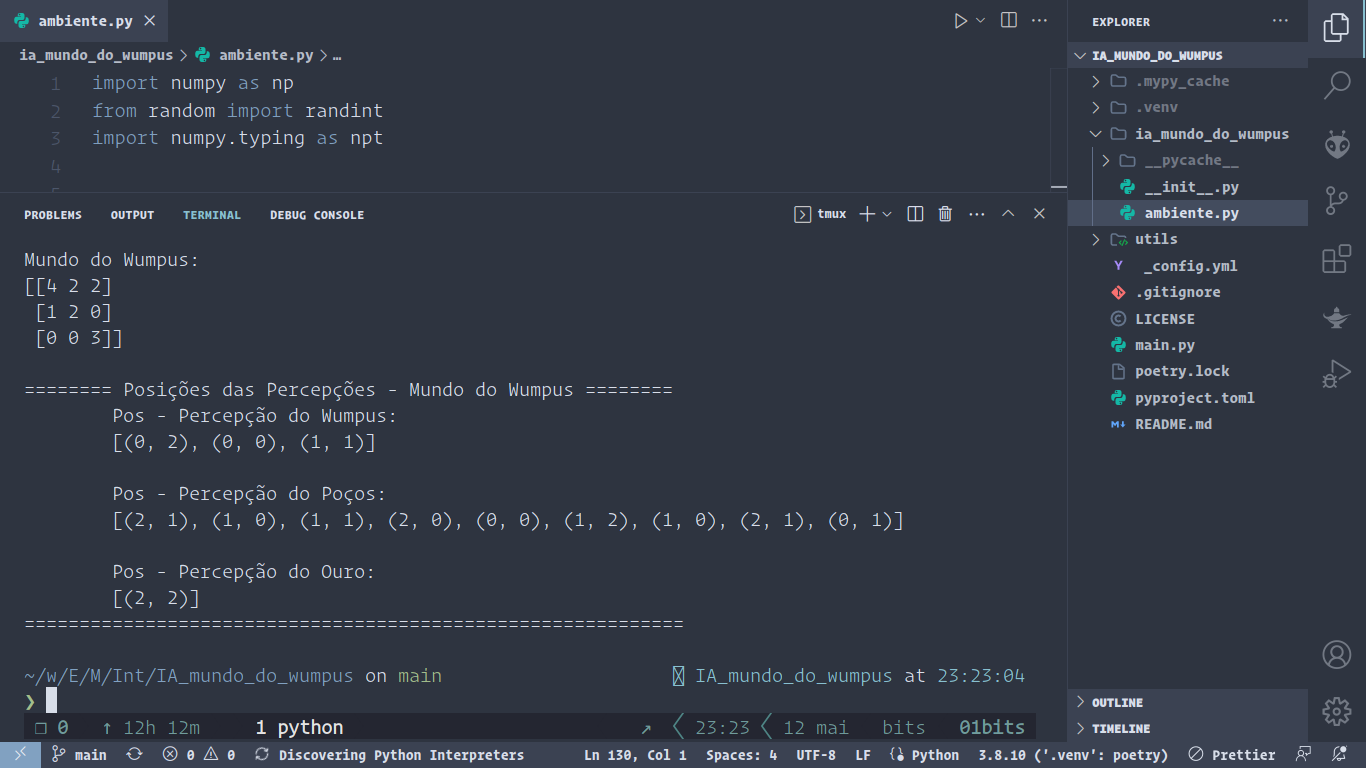 ambiente.py
ia_mundo_do_wumpus > ambiente.py > …
1 import numpy as np
2 from random import randint
3 import numpy.typing as npt
4
PROBLEMS OUTPUT TERMINAL DEBUG CONSOLE tmux
Mundo do Wumpus:
[[4 2 2]
[1 2 0]
[0 0 3]]
======== Posições das Percepções - Mundo do Wumpus ========
Pos - Percepção do Wumpus:
[(0, 2), (0, 0), (1, 1)]
Pos - Percepção do Poços:
[(2, 1), (1, 0), (1, 1), (2, 0), (0, 0), (1, 2), (1, 0), (2, 1), (0, 1)]
Pos - Percepção do Ouro:
[(2, 2)]
============================================================
~/w/E/M/Int/IA_mundo_do_wumpus on main IA_mundo_do_wumpus at 23:23:04
❯
0 ↑ 12h 12m 1 python ↗ 23:23 12 mai bits 01bits
EXPLORER
IA_MUNDO_DO_WUMPUS
.mypy_cache
.venv
ia_mundo_do_wumpus
__pycache__
__init__.py
ambiente.py
utils
_config.yml
.gitignore
LICENSE
main.py
poetry.lock
pyproject.toml
README.md
OUTLINE
TIMELINE
main 0 0 Discovering Python Interpreters Ln 130, Col 1 Spaces: 4 UTF-8 LF Python 3.8.10 ('.venv': poetry) Prettier